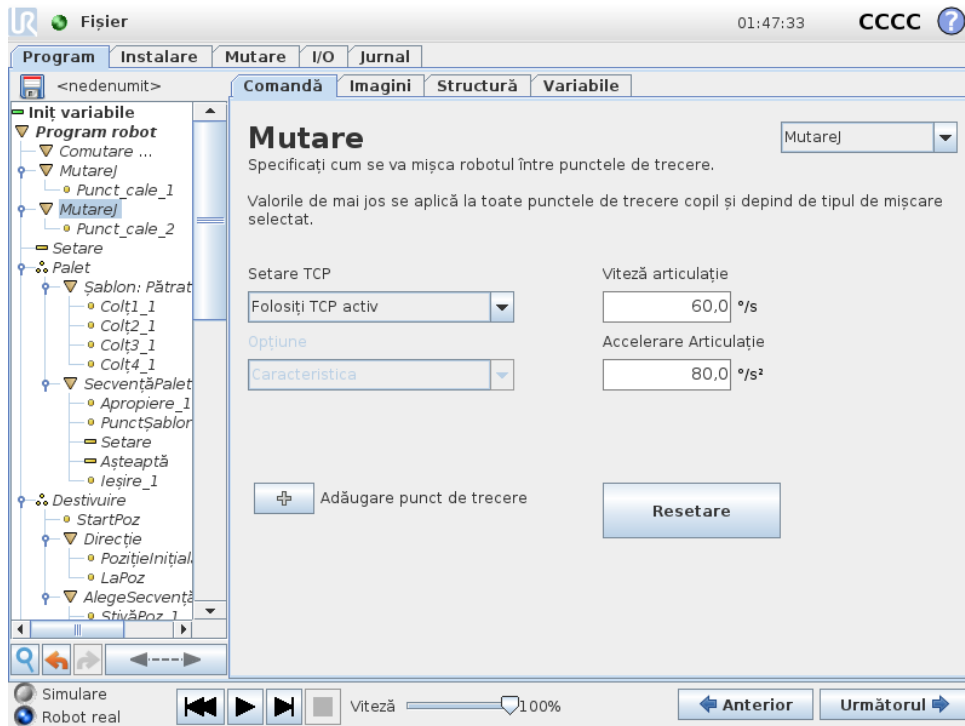 Fișier
01:47:33
CCCC
?
Program Instalare Mutare I/O Jurnal
<nedenumit>
Comandă Imagini Structură Variabile
Iniț variabile
Program robot
Comutare ...
MutareJ
Punct_cale_1
MutareJ
Punct_cale_2
Setare
Palet
Șablon: Pătrat
Colț1_1
Colț2_1
Colț3_1
Colț4_1
SecvențăPalet
Apropiere_1
PunctȘablon
Setare
Așteaptă
Ieșire_1
Destivuire
StartPoz
Direcție
PozițieInițial
LaPoz
AlegeSecvență
StivăPoz_1
Mutare
MutareJ
Specificați cum se va mișca robotul între punctele de trecere.
Valorile de mai jos se aplică la toate punctele de trecere copil și depind de tipul de mișcare
selectat.
Setare TCP
Viteză articulație
Folosiți TCP activ
60,0 °/s
Opțiune
Accelerare Articulație
Caracteristica
80,0 °/s²
Adăugare punct de trecere
Resetare
Simulare
Robot real
Viteză
100%
Anterior
Următorul